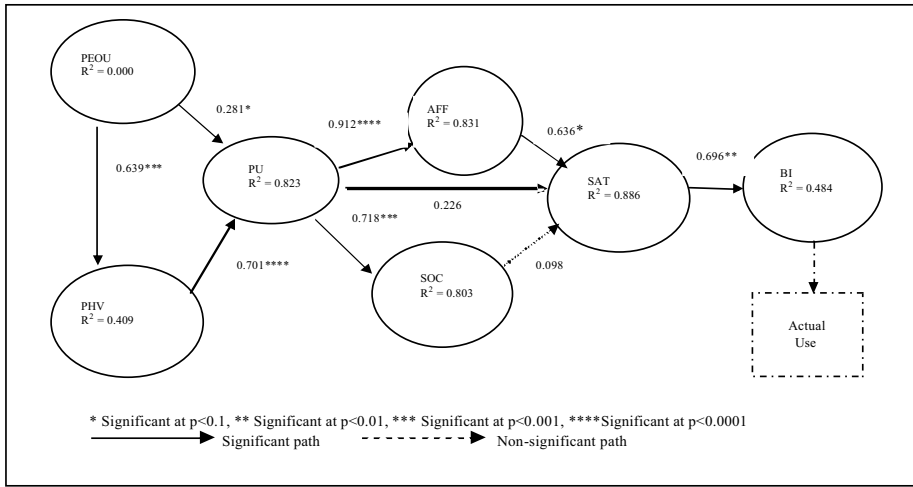 PEOU
R² = 0.000
0.281*
0.912****
AFF
R² = 0.831
0.636*
0.639***
PU
R² = 0.823
0.226
SAT
R² = 0.886
0.696**
BI
R² = 0.484
0.718***
0.701****
SOC
R² = 0.803
0.098
PHV
R² = 0.409
Actual
Use
* Significant at p<0.1, ** Significant at p<0.01, *** Significant at p<0.001, ****Significant at p<0.0001
Significant path Non-significant path